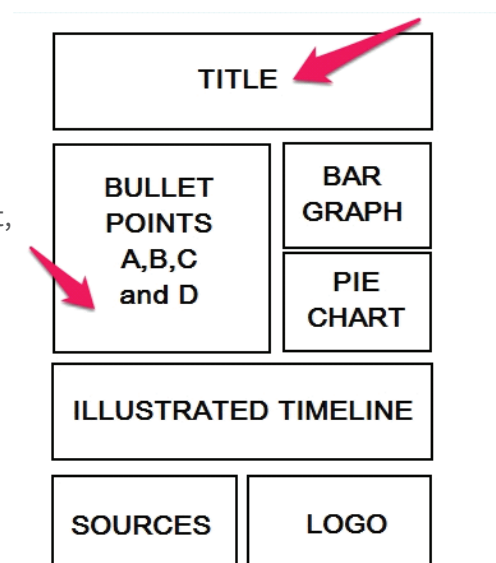 TITLE
BULLET
POINTS
A,B,C
and D
BAR
GRAPH
PIE
CHART
ILLUSTRATED TIMELINE
SOURCES
LOGO